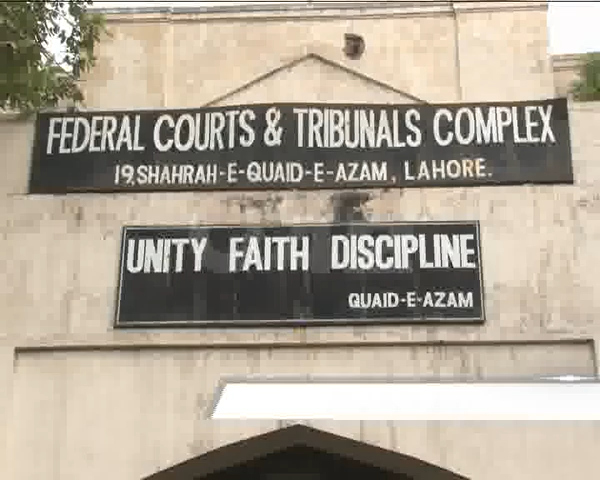 FEDERAL COURTS & TRIBUNALS COMPLEX
19,SHAHRAH-E-QUAID-E-AZAM, LAHORE.
UNITY FAITH DISCIPLINE
QUAID-E-AZAM